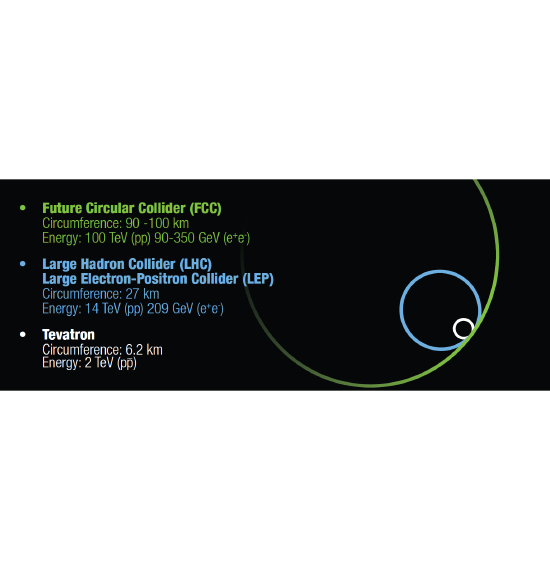 • Future Circular Collider (FCC)
Circumference: 90 -100 km
Energy: 100 TeV (pp) 90-350 GeV (e⁺e⁻)
• Large Hadron Collider (LHC)
Large Electron-Positron Collider (LEP)
Circumference: 27 km
Energy: 14 TeV (pp) 209 GeV (e⁺e⁻)
• Tevatron
Circumference: 6.2 km
Energy: 2 TeV (pp̅)